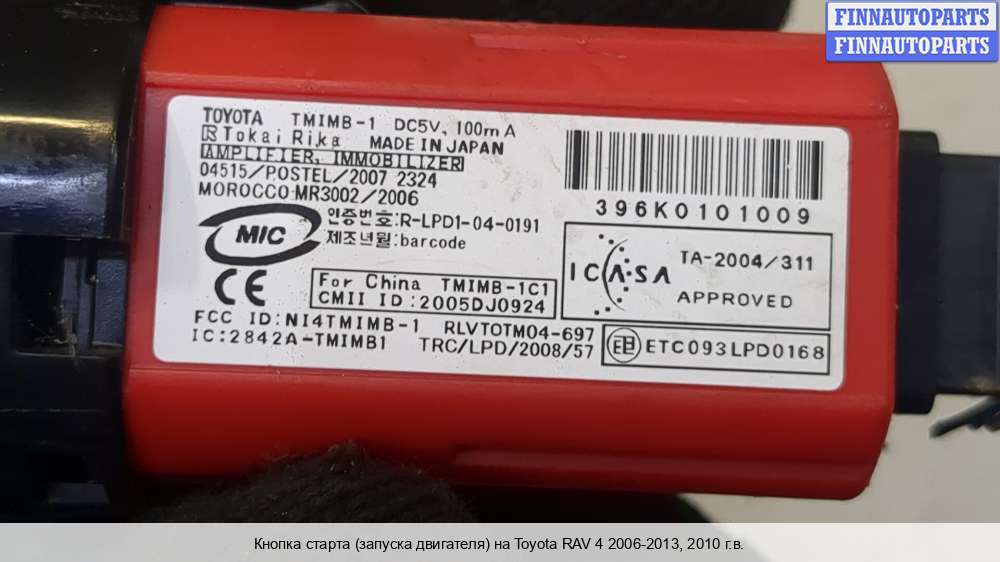 FINNAUTOPARTS
FINNAUTOPARTS
TOYOTA TMIMB-1 DC5V, 100mA
R Tokai Rika MADE IN JAPAN
AMPLIFIER, IMMOBILIZER
04515/POSTEL/2007 2324
MOROCCO:MR3002/2006
MIC
인증번호:R-LPD1-04-0191
제조년월:barcode
CE
For China TMIMB-1C1
CMII ID:2005DJ0924
FCC ID:NI4TMIMB-1 RLVTOTM04-697
IC:2842A-TMIMB1 TRC/LPD/2008/57
396K0101009
ICASA
TA-2004/311
APPROVED
ETC093LPD0168
Кнопка старта (запуска двигателя) на Toyota RAV 4 2006-2013, 2010 г.в.